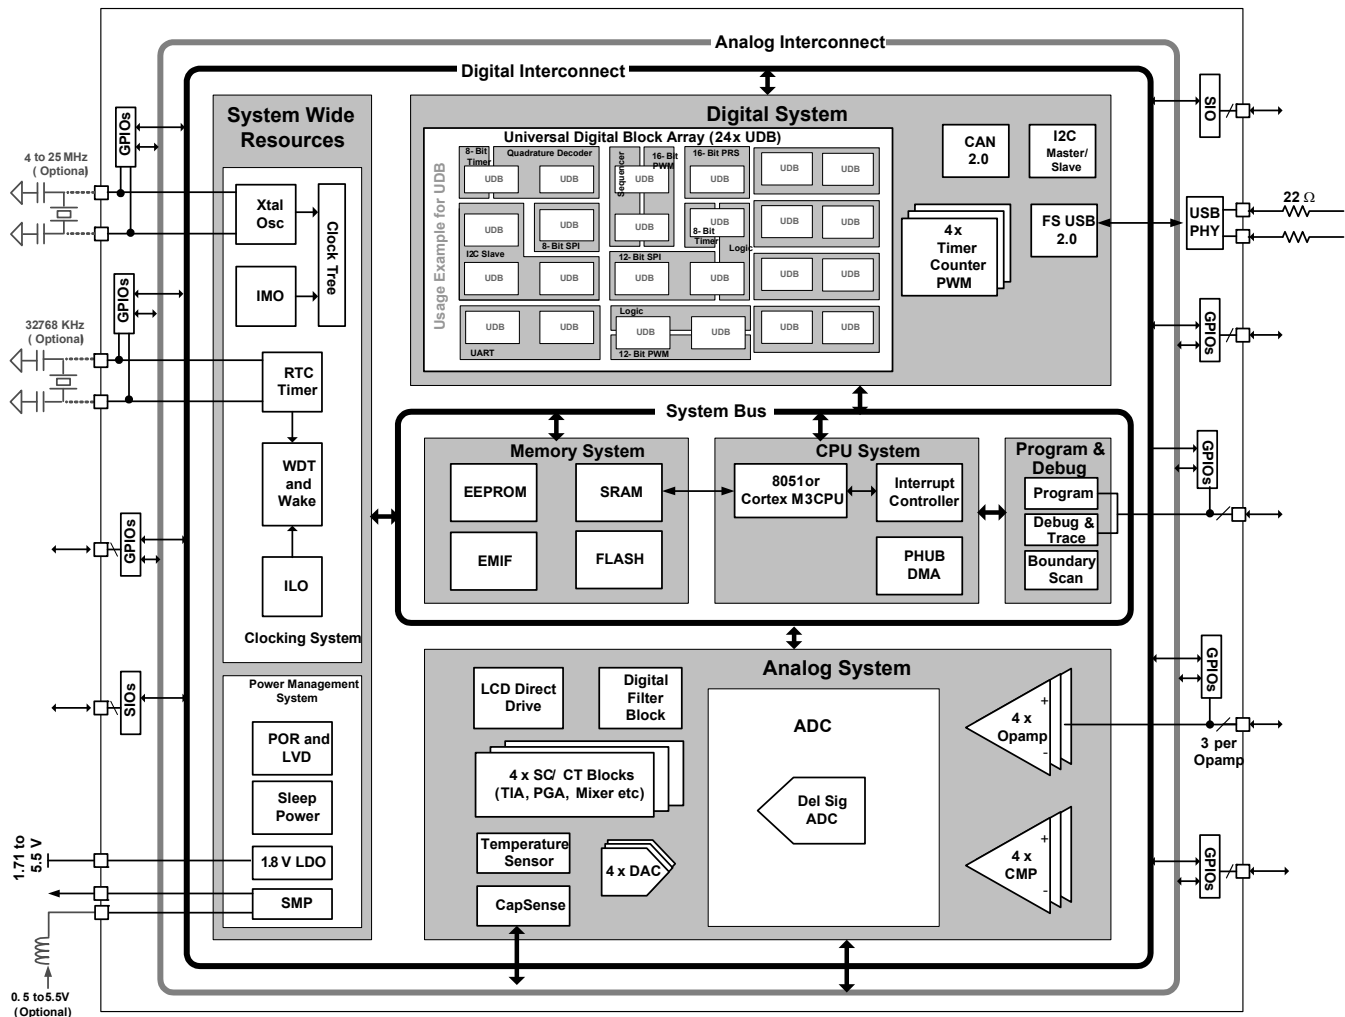 Analog Interconnect
Digital Interconnect
System Wide
Resources
Digital System
Universal Digital Block Array (24x UDB)
Usage Example for UDB
8- Bit
Timer
Quadrature Decoder
Sequencer
16- Bit
PWM
16- Bit PRS
UDB
UDB
UDB
UDB
UDB
UDB
UDB
UDB
UDB
UDB
8- Bit
Timer
Logic
UDB
UDB
I2C Slave
8- Bit SPI
12- Bit SPI
UDB
UDB
UDB
UDB
UDB
UDB
Logic
UDB
UDB
UDB
UDB
UDB
UDB
UART
12- Bit PWM
CAN
2.0
I2C
Master/
Slave
4x
Timer
Counter
PWM
FS USB
2.0
USB
PHY
22 Ω
SIO
GPIOs
GPIOs
GPIOs
GPIOs
3 per
Opamp
GPIOs
4 to 25 MHz
( Optional)
GPIOs
Xtal
Osc
IMO
Clock Tree
32768 KHz
( Optional)
GPIOs
RTC
Timer
WDT
and
Wake
ILO
Clocking System
GPIOs
SIOs
Power Management
System
POR and
LVD
Sleep
Power
1.8 V LDO
SMP
1.71 to
5.5 V
0. 5 to5.5V
(Optional)
System Bus
Memory System
EEPROM
SRAM
EMIF
FLASH
CPU System
8051or
Cortex M3CPU
Interrupt
Controller
PHUB
DMA
Program &
Debug
Program
Debug &
Trace
Boundary
Scan
Analog System
LCD Direct
Drive
Digital
Filter
Block
ADC
4 x SC/ CT Blocks
(TIA, PGA, Mixer etc)
Del Sig
ADC
Temperature
Sensor
4 x DAC
CapSense
+
4 x
Opamp
-
+
4 x
CMP
-